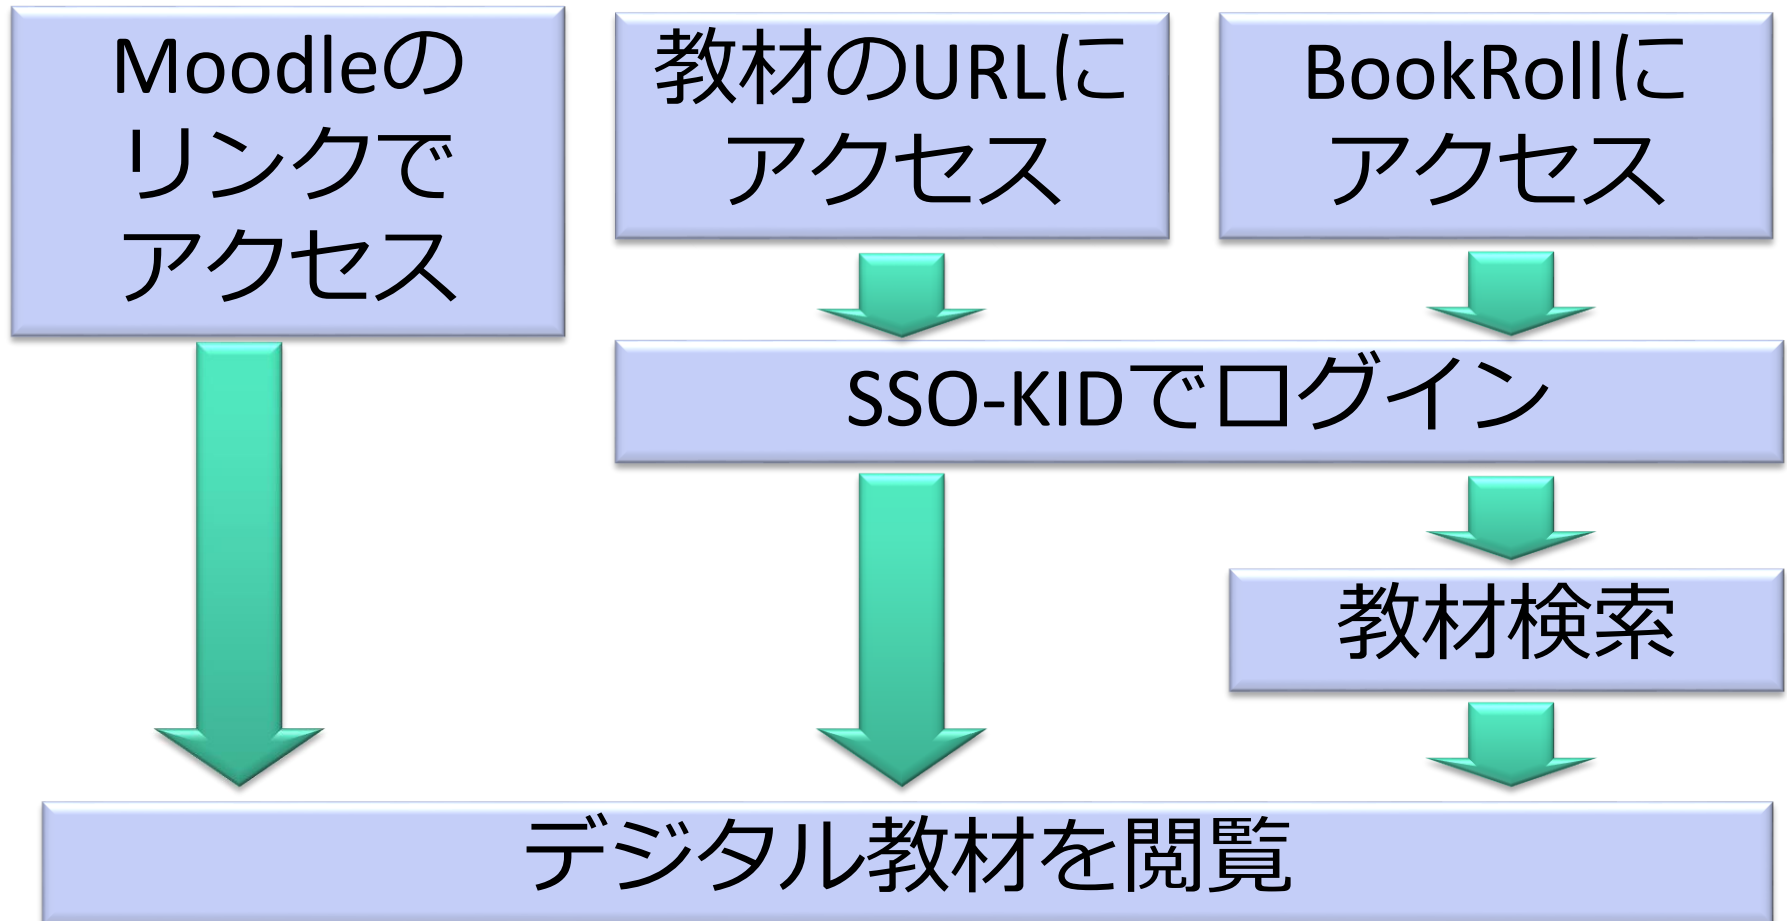 Moodleの
リンクで
アクセス
教材のURLに
アクセス
BookRollに
アクセス
SSO-KIDでログイン
教材検索
デジタル教材を閲覧